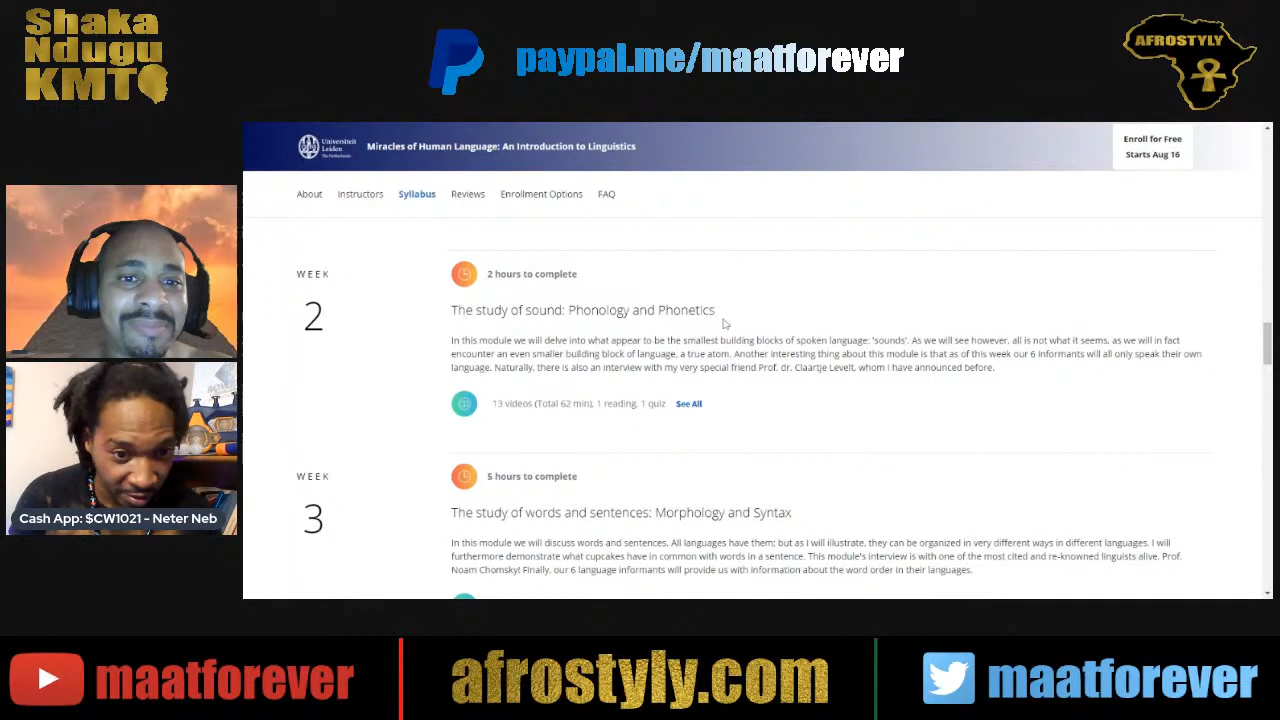 Shaka
Ndugu
KMT
paypal.me/maatforever
AFROSTYLY
Universiteit
Leiden
The Netherlands
Miracles of Human Language: An Introduction to Linguistics
Enroll for Free
Starts Aug 16
About Instructors Syllabus Reviews Enrollment Options FAQ
WEEK
2
2 hours to complete
The study of sound: Phonology and Phonetics
In this module we will delve into what appear to be the smallest building blocks of spoken language: 'sounds'. As we will see however, all is not what it seems, as we will in fact
encounter an even smaller building block of language, a true atom. Another interesting thing about this module is that as of this week our 6 informants will all only speak their own
language. Naturally, there is also an interview with my very special friend Prof. dr. Claartje Levelt, whom I have announced before.
13 videos (Total 62 min), 1 reading, 1 quiz See All
WEEK
3
5 hours to complete
The study of words and sentences: Morphology and Syntax
In this module we will discuss words and sentences. All languages have them; but as I will illustrate, they can be organized in very different ways in different languages. I will
furthermore demonstrate what cupcakes have in common with words in a sentence. This module's interview is with one of the most cited and re-knowned linguists alive. Prof.
Noam Chomsky! Finally, our 6 language informants will provide us with information about the word order in their languages.
Cash App: $CW1021 - Neter Neb
maatforever
afrostyly.com
maatforever